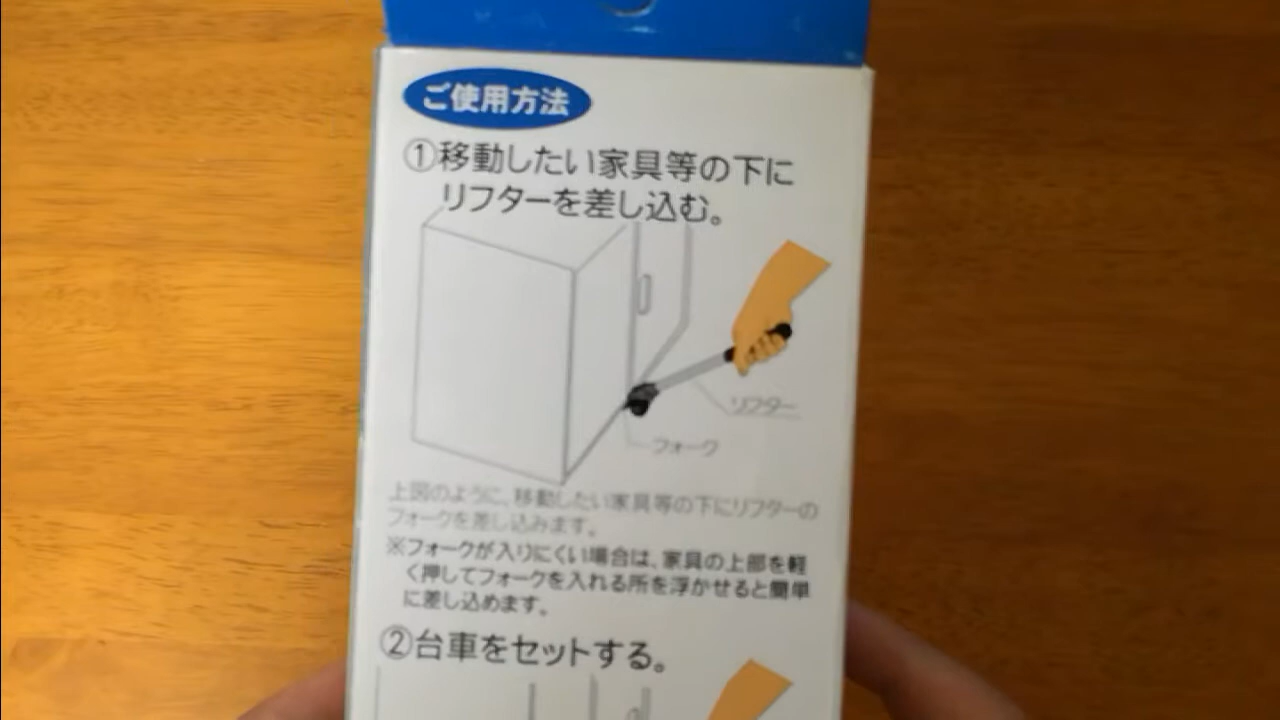 ご使用方法
①移動したい家具等の下に
リフターを差し込む。
リフター
フォーク
上図のように、移動したい家具等の下にリフターの
フォークを差し込みます。
※フォークが入りにくい場合は、家具の上部を軽
く押してフォークを入れる所を浮かせると簡単
に差し込めます。
②台車をセットする。